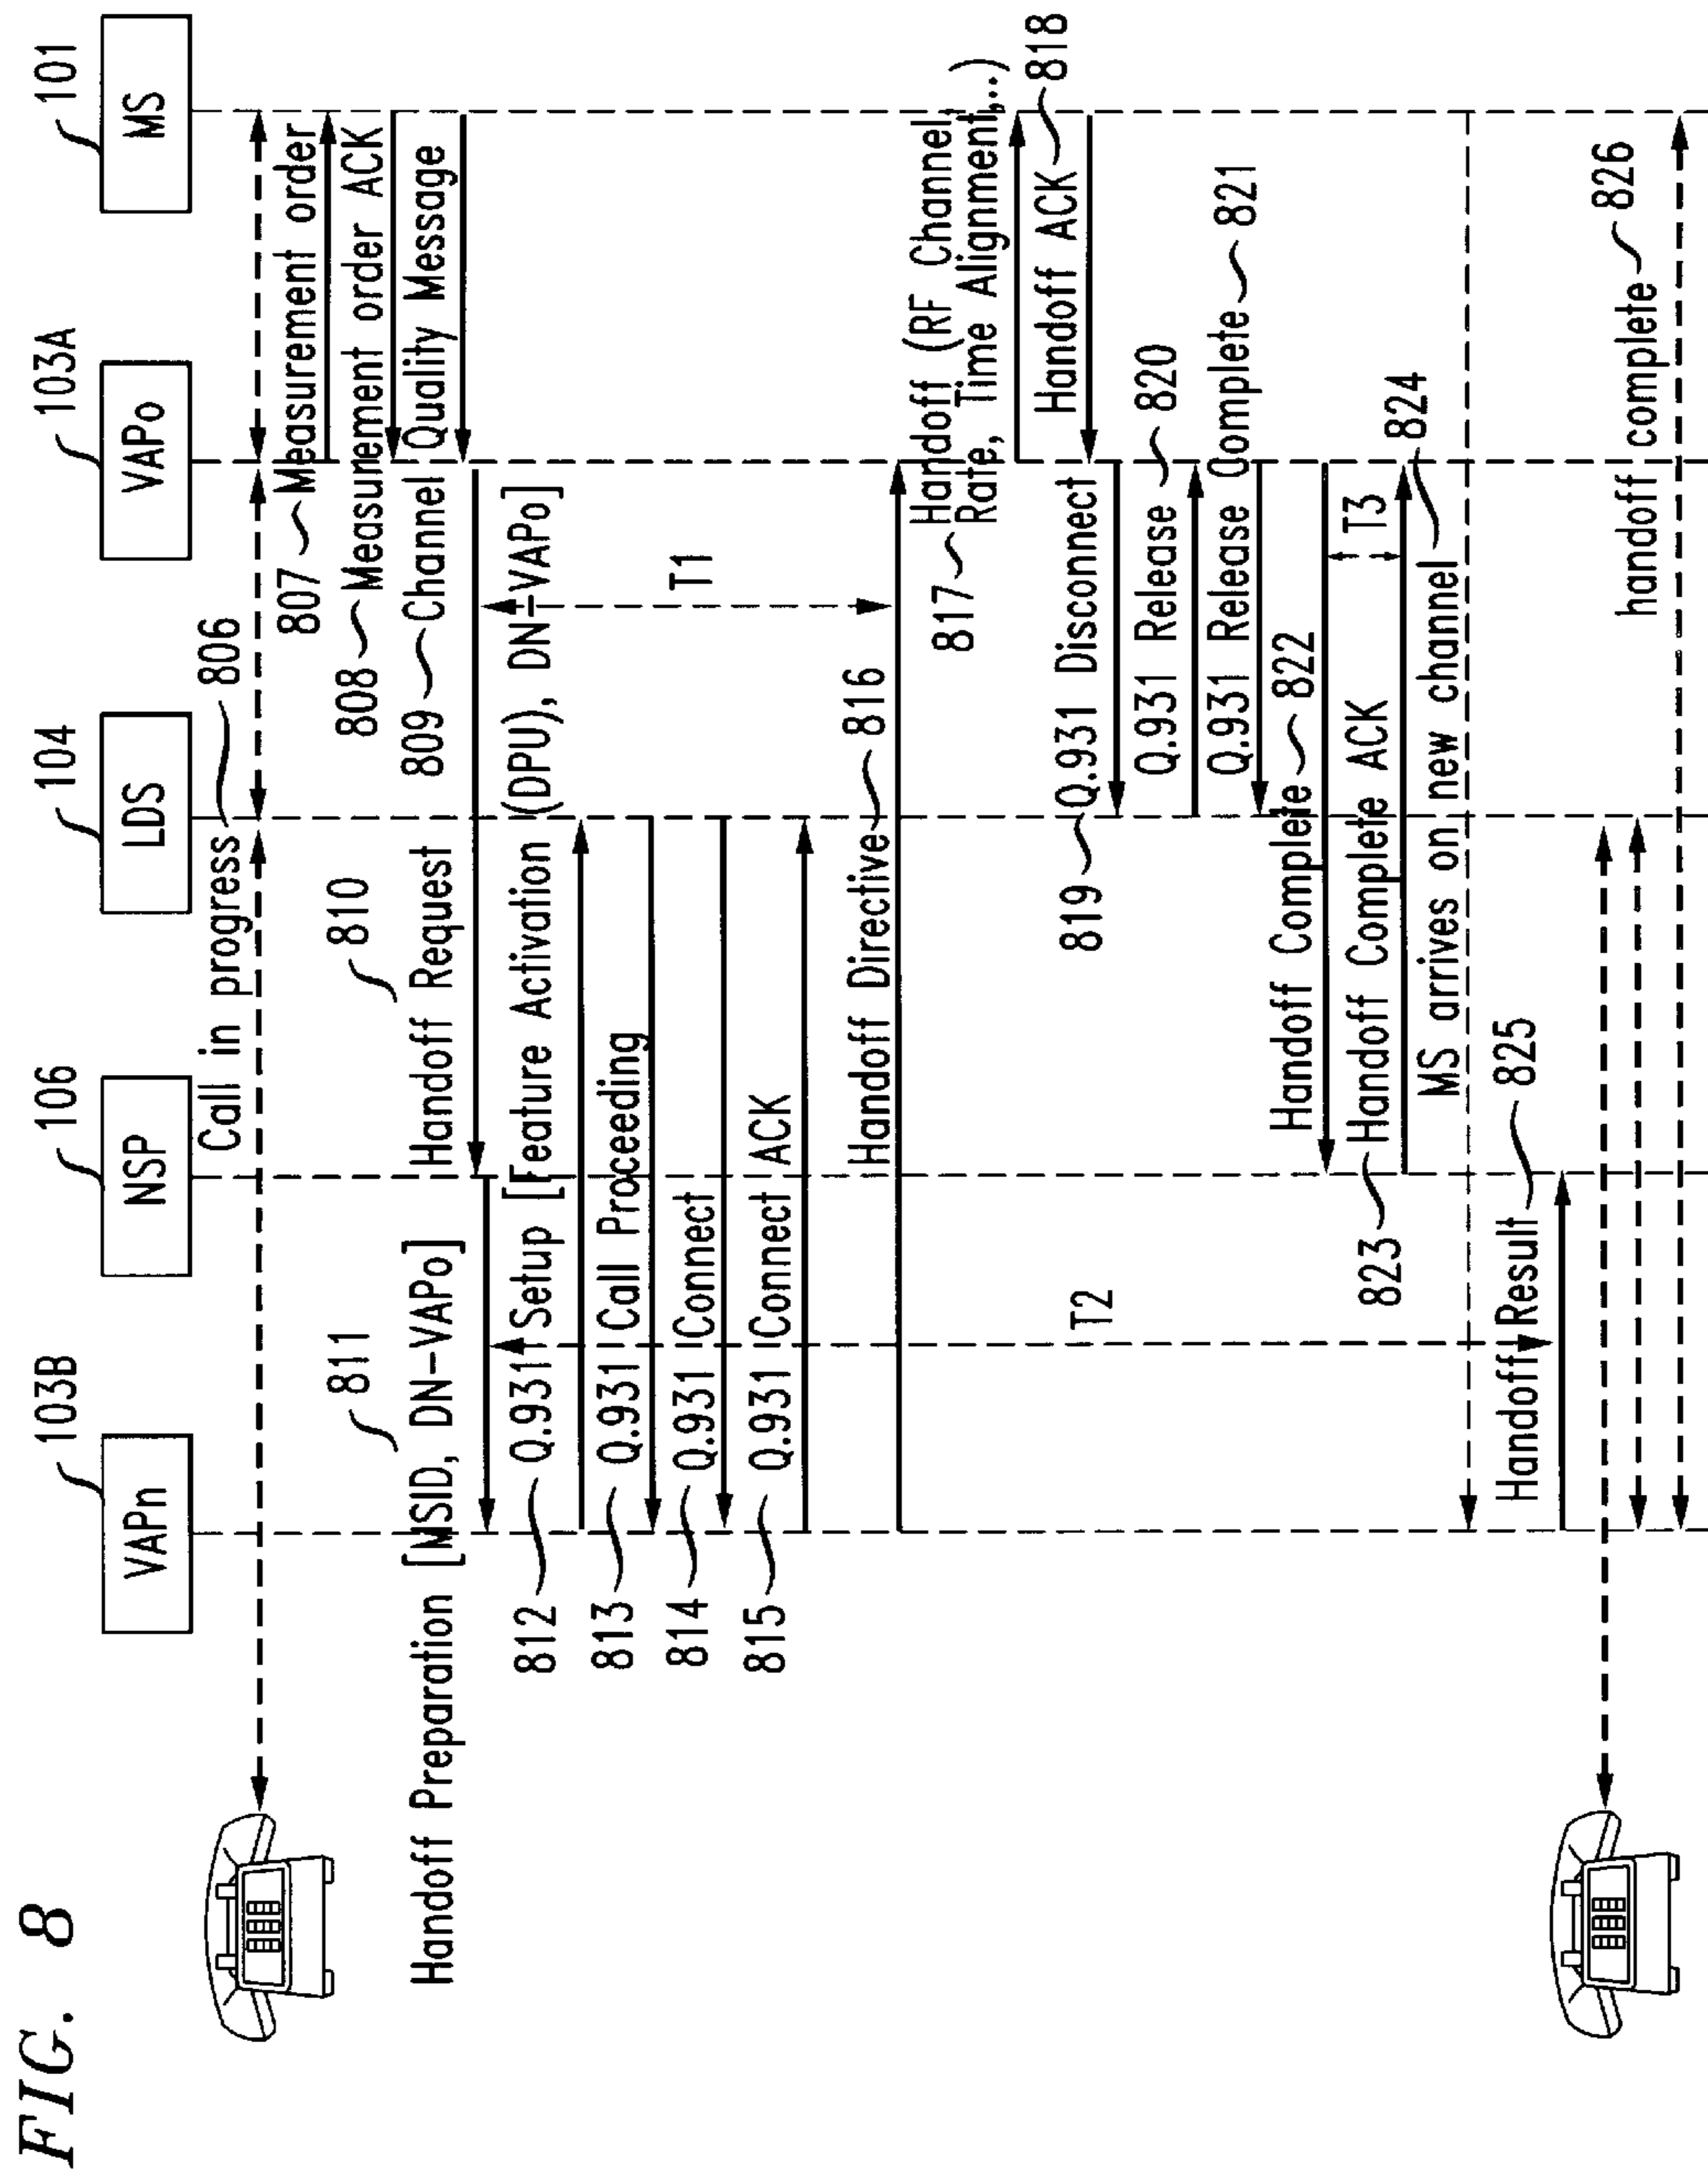 FIG. 8
103B
106
104
103A
101
VAPn
NSP
LDS
VAPo
MS
Call in progress
806
807
Measurement order
808
Measurement order ACK
809
Channel Quality Message
810
Handoff Request
811
Handoff Preparation [MSID, DN-VAPo]
812
Q.931 Setup [Feature Activation (DPU), DN-VAPo]
813
Q.931 Call Proceeding
814
Q.931 Connect
815
Q.931 Connect ACK
T1
Handoff Directive
816
817
Handoff (RF Channel,
Rate, Time Alignment,..)
Handoff ACK
818
819
Q.931 Disconnect
Q.931 Release
820
Q.931 Release Complete
821
T2
Handoff Complete
822
T3
823
Handoff Complete ACK
MS arrives on new channel
824
Handoff Result
825
handoff complete
826